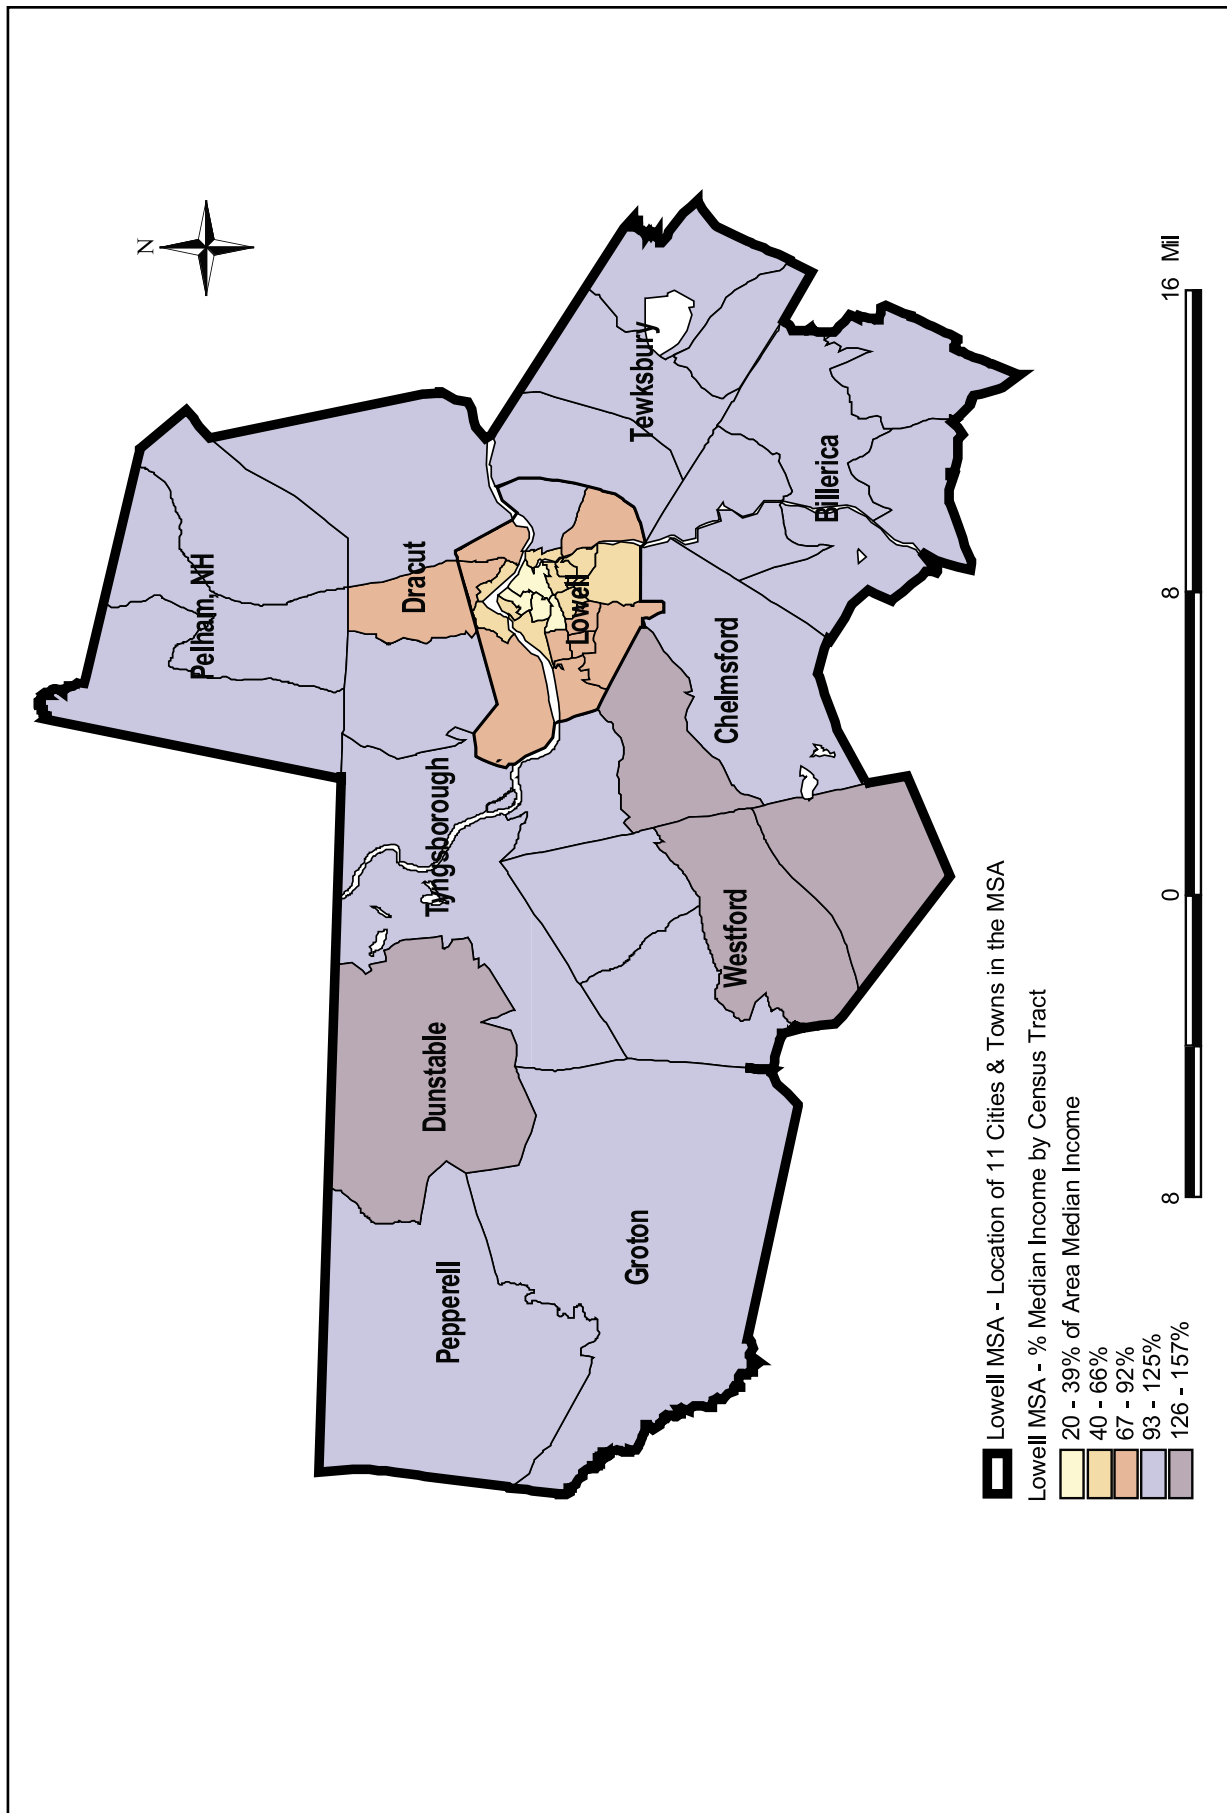 N
Pelham, NH
Dracut
Tyngsborough
Dunstable
Pepperell
Lowell
Tewksbury
Groton
Westford
Chelmsford
Billerica
Lowell MSA - Location of 11 Cities & Towns in the MSA
Lowell MSA - % Median Income by Census Tract
20 - 39% of Area Median Income
40 - 66%
67 - 92%
93 - 125%
126 - 157%
8 0 8 16 Mil